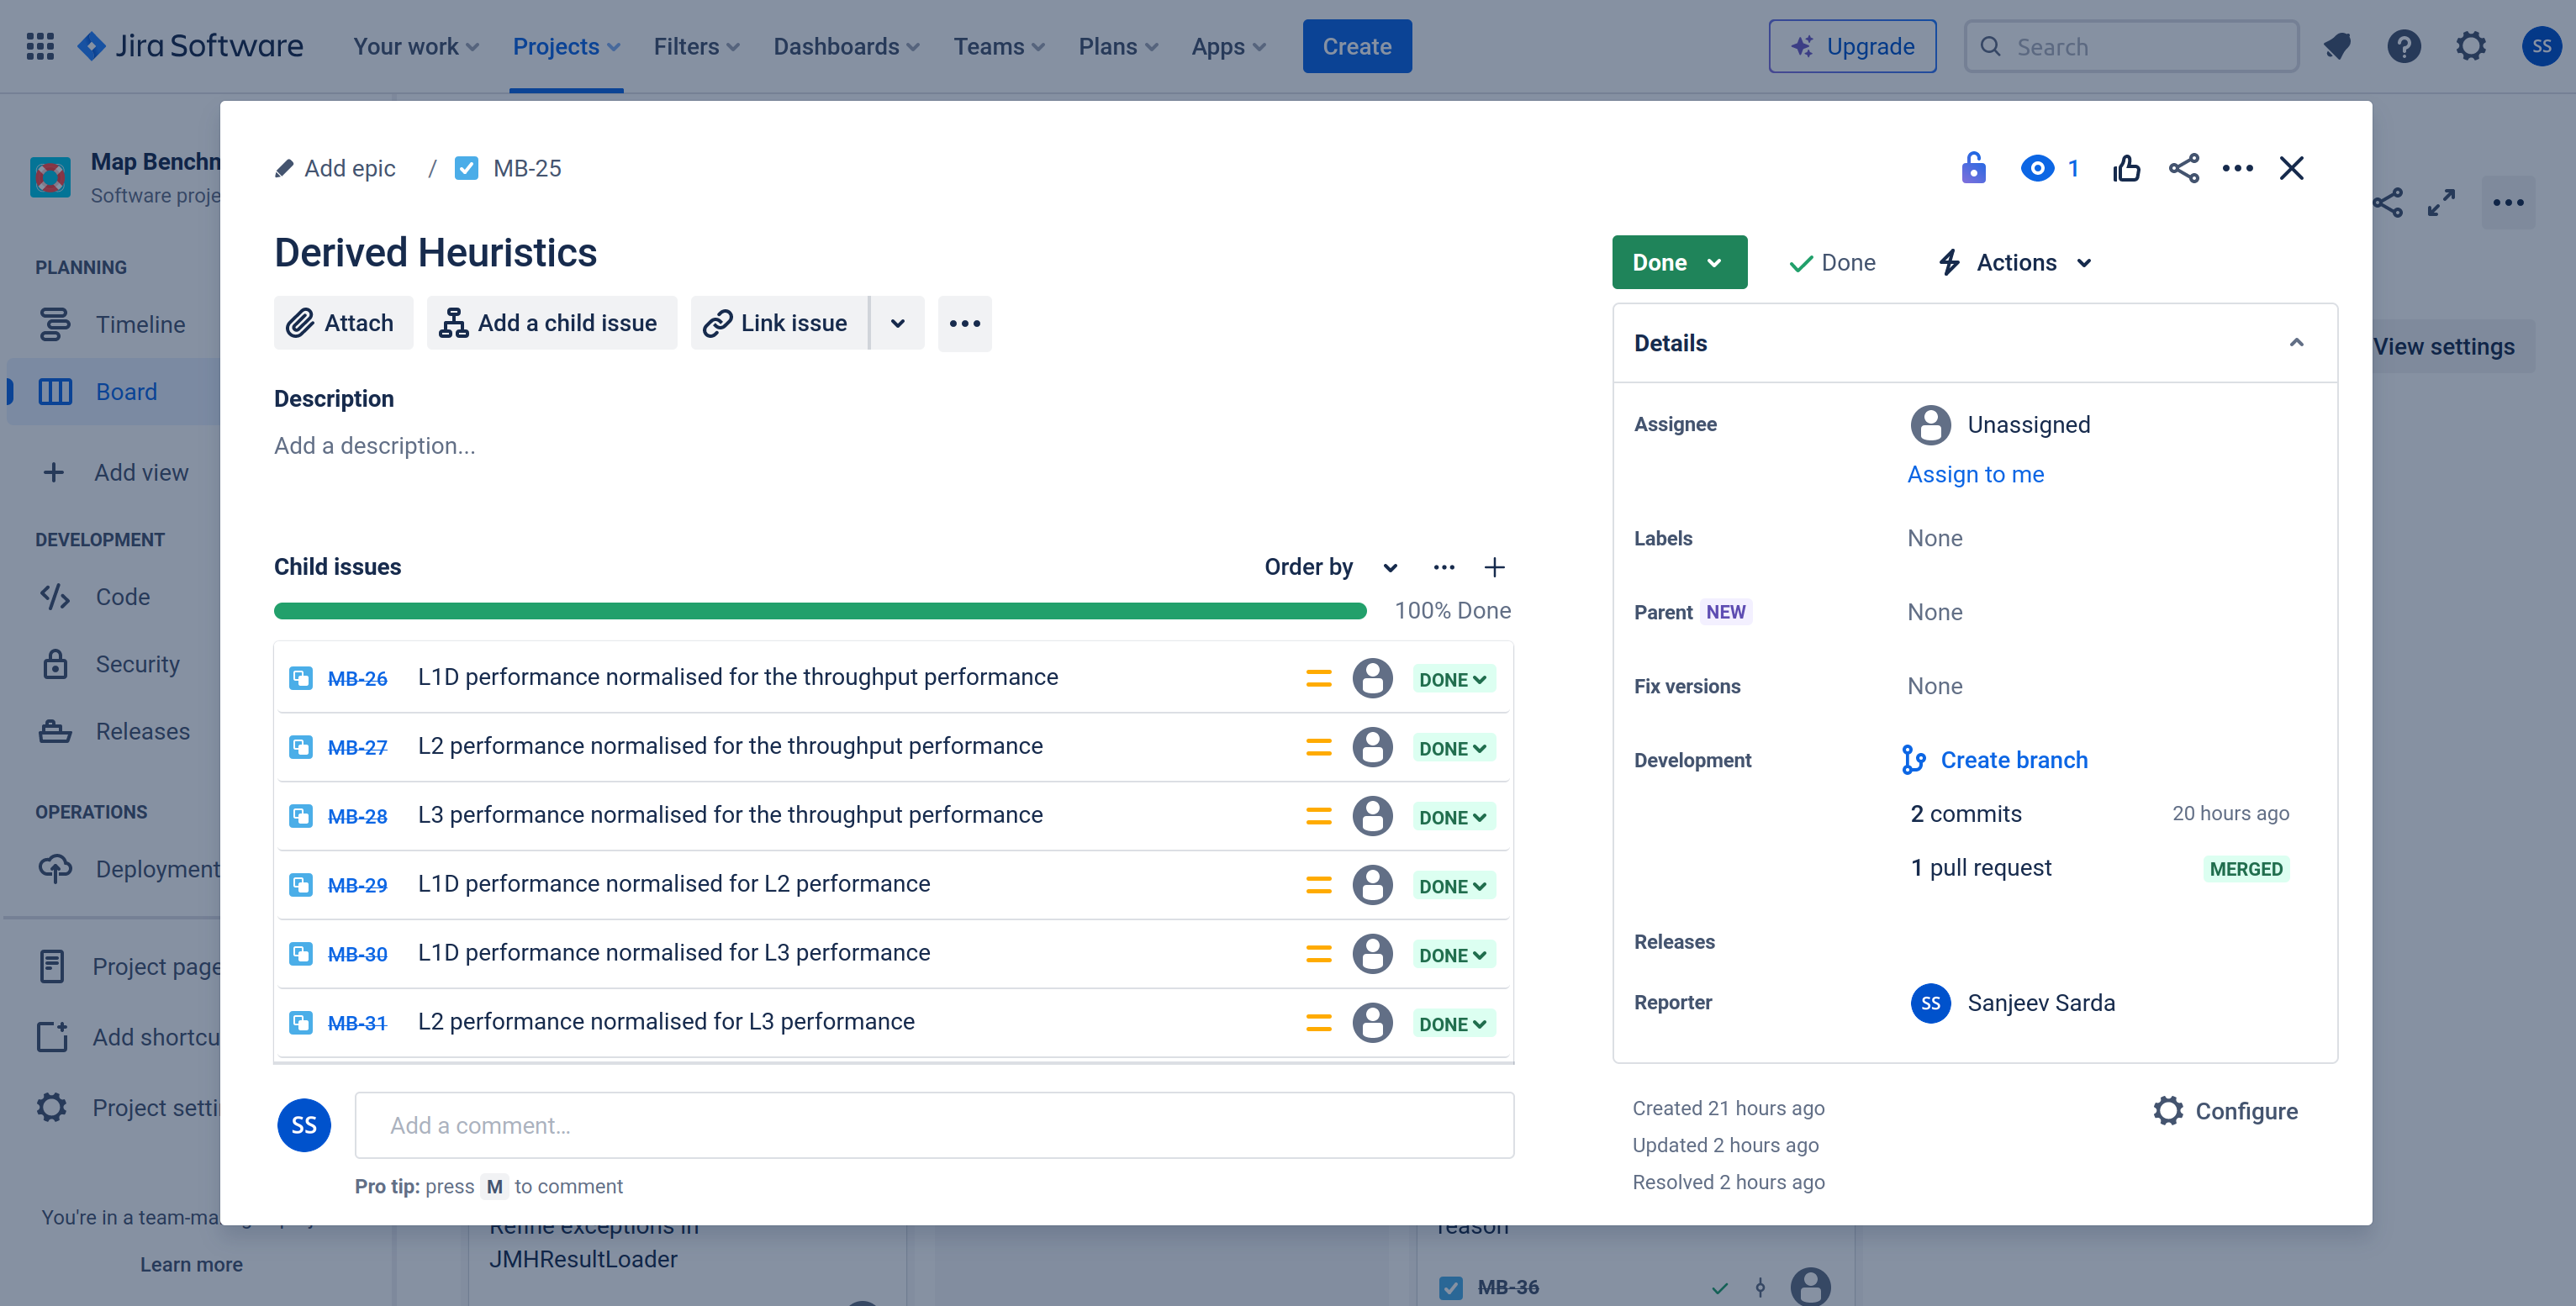 Jira Software
Your work
Projects
Filters
Dashboards
Teams
Plans
Apps
Create
Upgrade
Search
SS
Map Benchm
Software proje
PLANNING
Timeline
Board
Add view
DEVELOPMENT
Code
Security
Releases
OPERATIONS
Deployment
Project page
Add shortcu
Project setti
You're in a team-ma
Learn more
Add epic / MB-25
1
Derived Heuristics
Attach
Add a child issue
Link issue
Description
Add a description...
Child issues
Order by
100% Done
MB-26 L1D performance normalised for the throughput performance DONE
MB-27 L2 performance normalised for the throughput performance DONE
MB-28 L3 performance normalised for the throughput performance DONE
MB-29 L1D performance normalised for L2 performance DONE
MB-30 L1D performance normalised for L3 performance DONE
MB-31 L2 performance normalised for L3 performance DONE
SS
Add a comment...
Pro tip: press M to comment
Done
Done
Actions
Details
Assignee Unassigned
Assign to me
Labels None
Parent NEW None
Fix versions None
Development Create branch
2 commits 20 hours ago
1 pull request MERGED
Releases
Reporter SS Sanjeev Sarda
Created 21 hours ago
Updated 2 hours ago
Resolved 2 hours ago
Configure
View settings
Refine exceptions in
JMHResultLoader
reason
MB-36